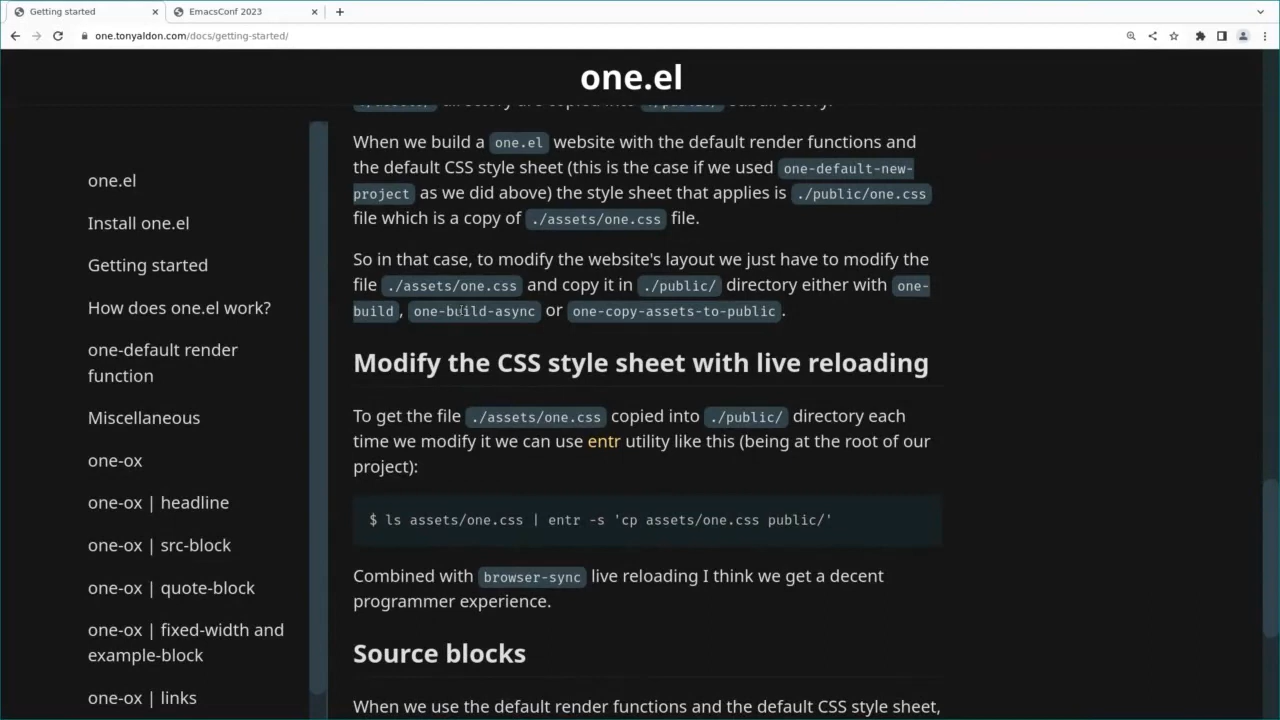 Getting started
EmacsConf 2023
one.tonyaldon.com/docs/getting-started/
one.el
one.el
Install one.el
Getting started
How does one.el work?
one-default render
function
Miscellaneous
one-ox
one-ox | headline
one-ox | src-block
one-ox | quote-block
one-ox | fixed-width and
example-block
one-ox | links
./assets/ directory are copied into ./public/ subdirectory.
When we build a one.el website with the default render functions and
the default CSS style sheet (this is the case if we used one-default-new-
project as we did above) the style sheet that applies is ./public/one.css
file which is a copy of ./assets/one.css file.
So in that case, to modify the website's layout we just have to modify the
file ./assets/one.css and copy it in ./public/ directory either with one-
build , one-build-async or one-copy-assets-to-public .
Modify the CSS style sheet with live reloading
To get the file ./assets/one.css copied into ./public/ directory each
time we modify it we can use entr utility like this (being at the root of our
project):
$ ls assets/one.css | entr -s 'cp assets/one.css public/'
Combined with browser-sync live reloading I think we get a decent
programmer experience.
Source blocks
When we use the default render functions and the default CSS style sheet,